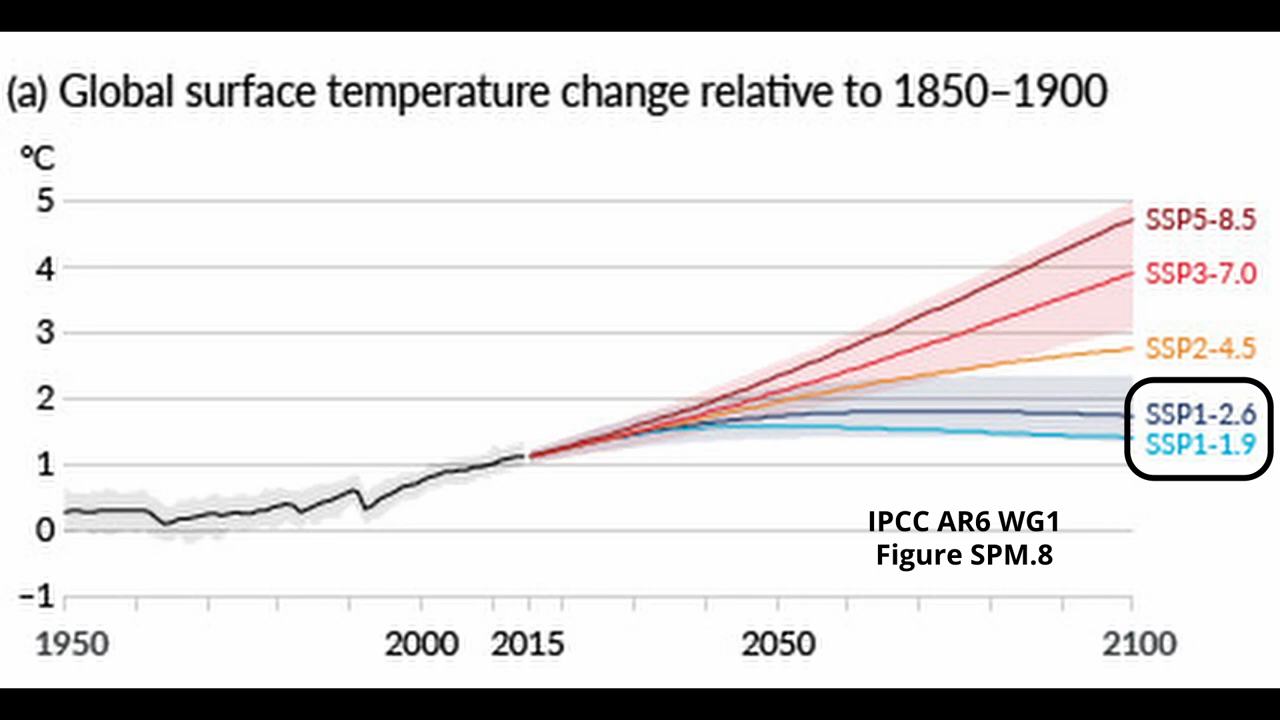 (a) Global surface temperature change relative to 1850–1900
°C
5
4
3
2
1
0
−1
SSP5-8.5
SSP3-7.0
SSP2-4.5
SSP1-2.6
SSP1-1.9
IPCC AR6 WG1
Figure SPM.8
1950 2000 2015 2050 2100